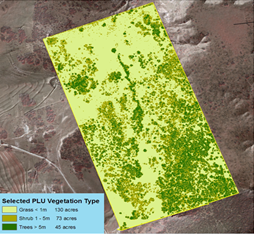 Selected PLU Vegetation Type
Grass < 1m 130 acres
Shrub 1 - 5m 73 acres
Trees > 5m 45 acres